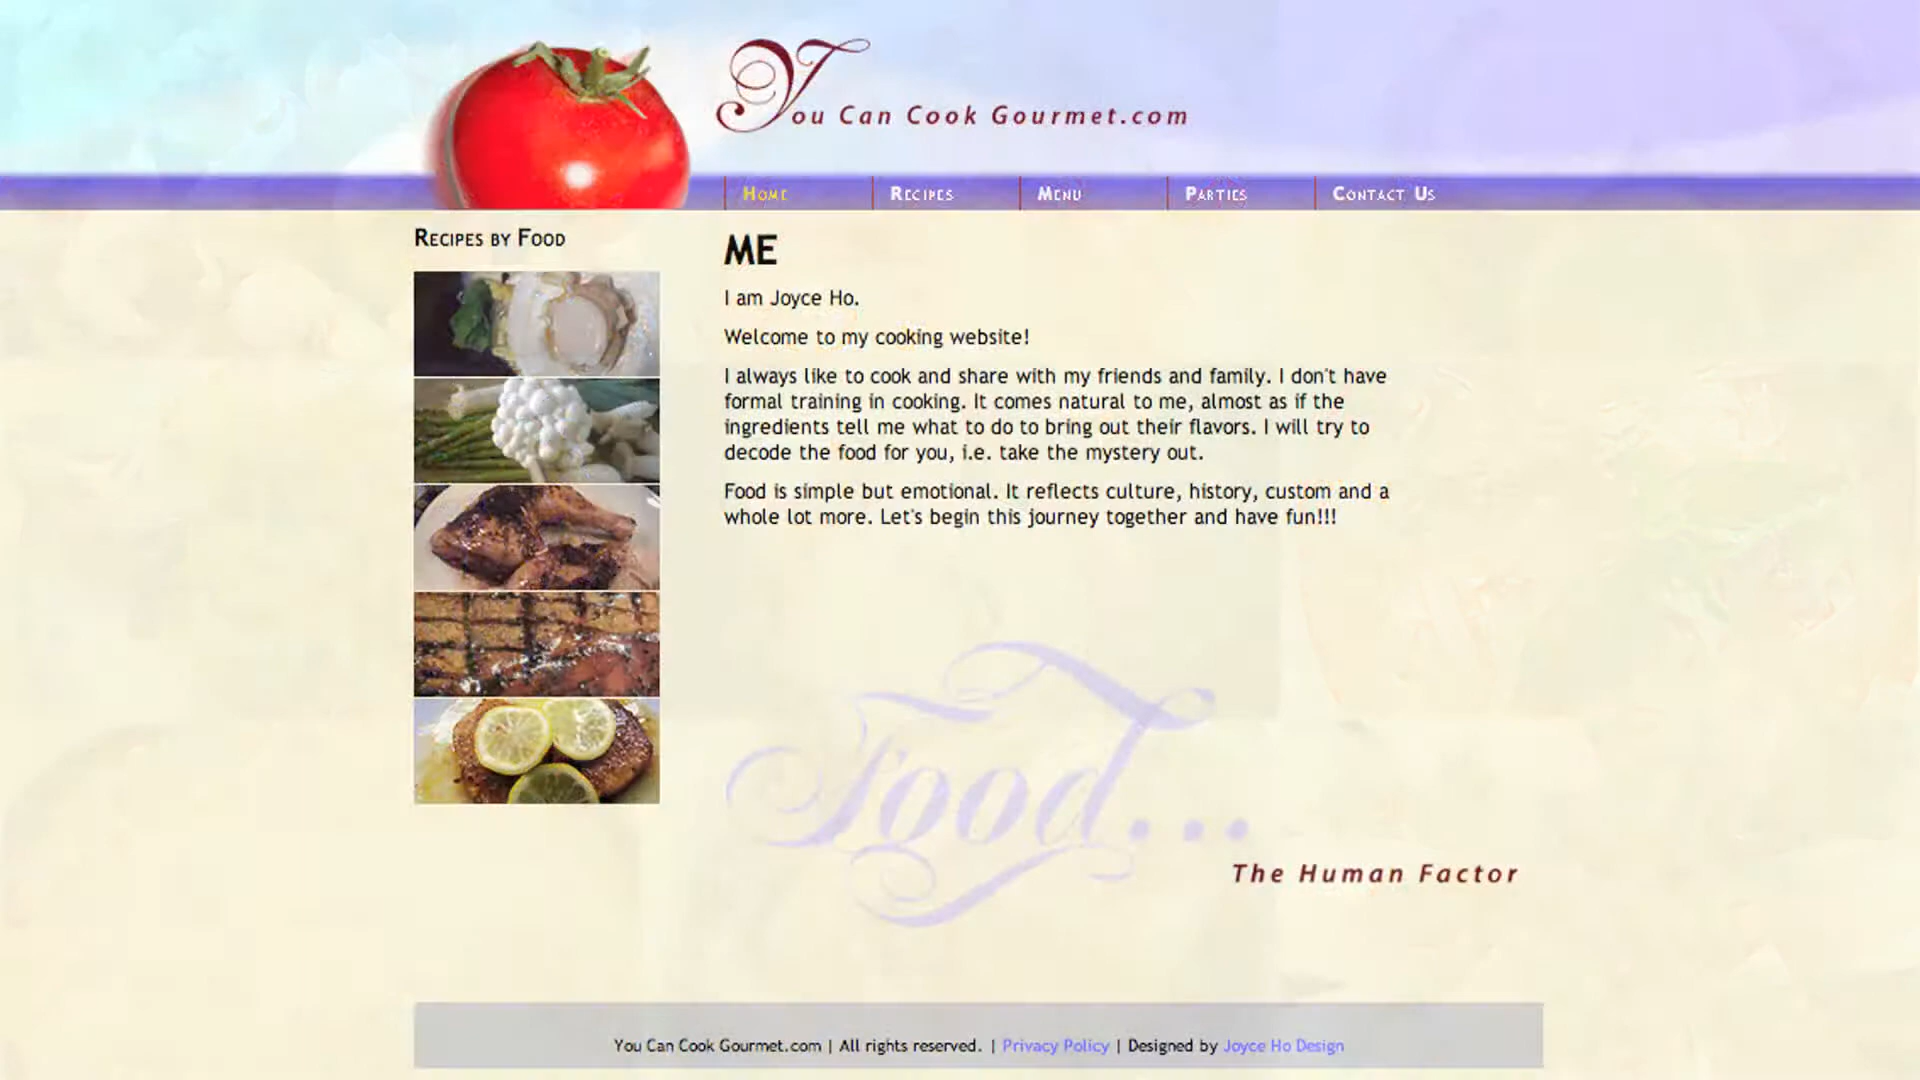 You Can Cook Gourmet.com
Home Recipes Menu Parties Contact Us
Recipes by Food
ME
I am Joyce Ho.
Welcome to my cooking website!
I always like to cook and share with my friends and family. I don't have
formal training in cooking. It comes natural to me, almost as if the
ingredients tell me what to do to bring out their flavors. I will try to
decode the food for you, i.e. take the mystery out.
Food is simple but emotional. It reflects culture, history, custom and a
whole lot more. Let's begin this journey together and have fun!!!
Food...
The Human Factor
You Can Cook Gourmet.com | All rights reserved. | Privacy Policy | Designed by Joyce Ho Design